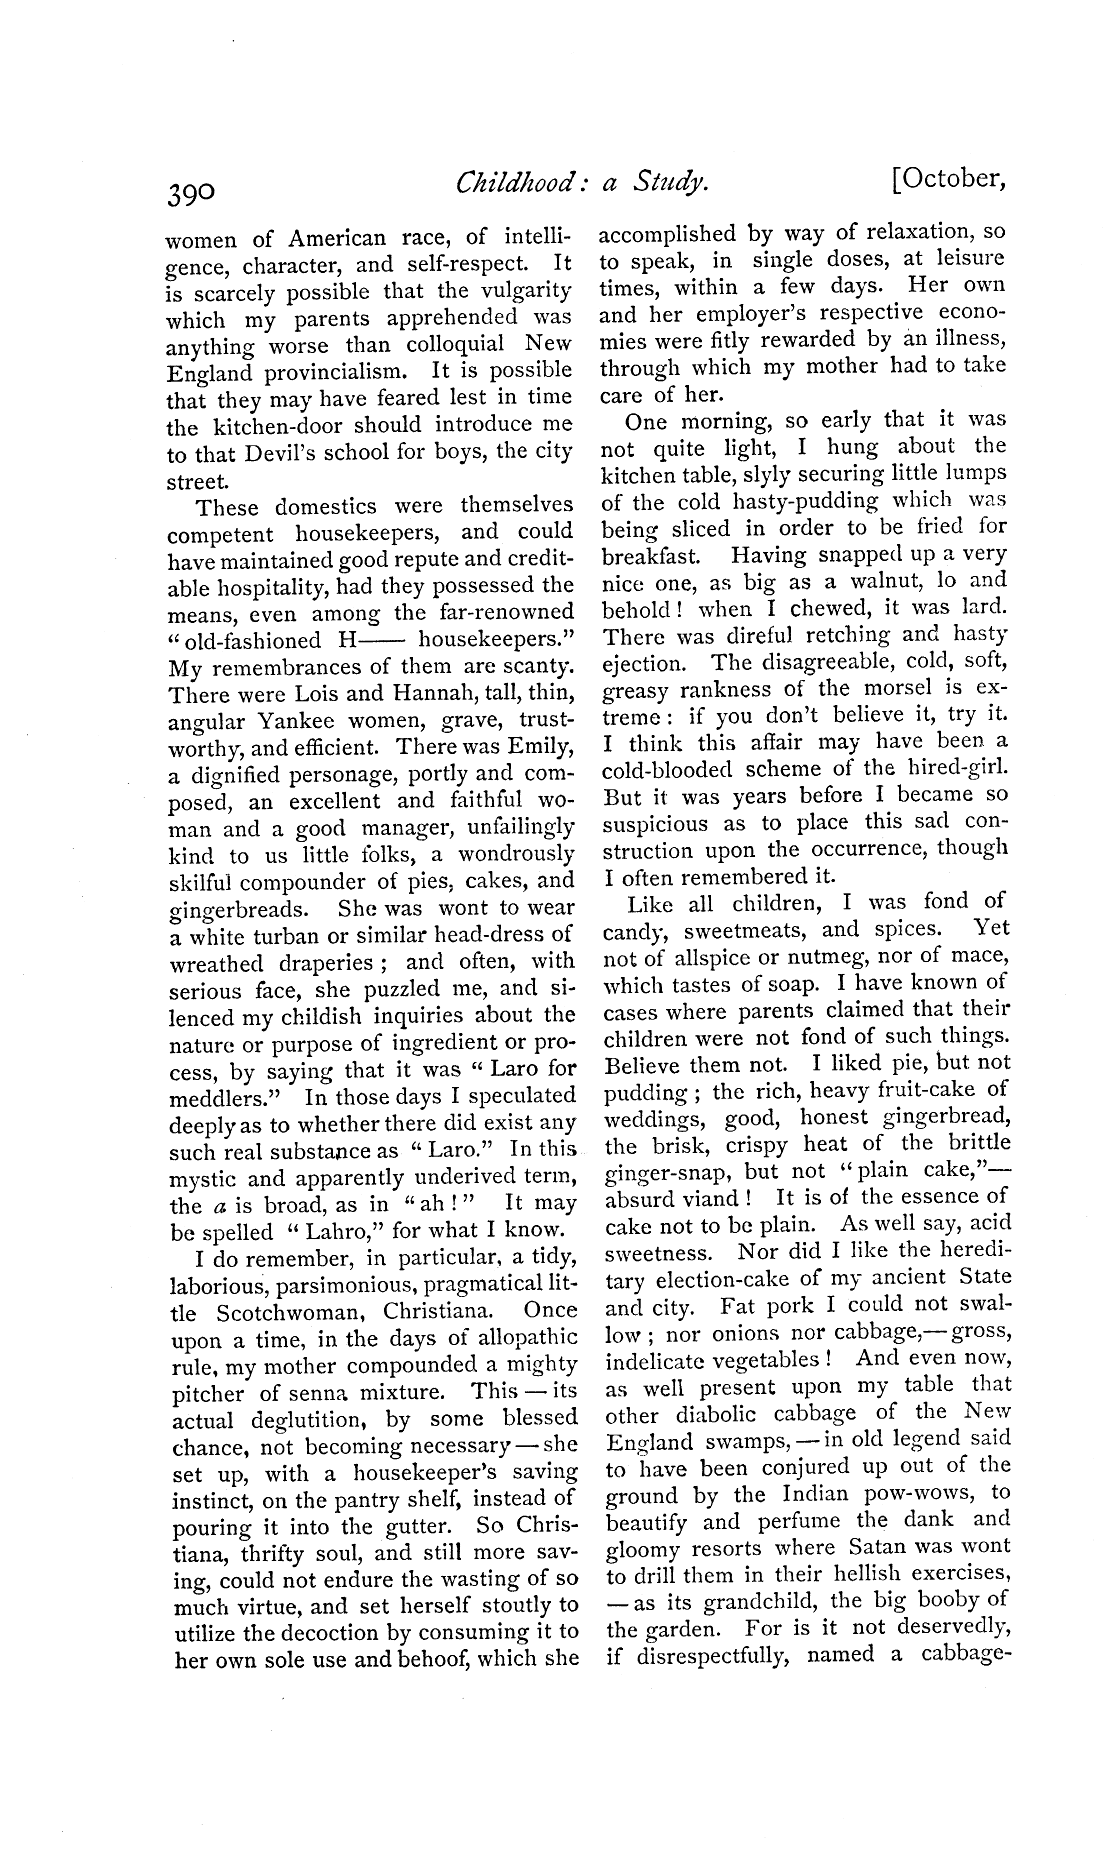 390 Childhood: a Study. [October,
women of American race, of intelli-
gence, character, and self-respect. It
is scarcely possible that the vulgarity
which my parents apprehended was
anything worse than colloquial New
England provincialism. It is possible
that they may have feared lest in time
the kitchen-door should introduce me
to that Devil's school for boys, the city
street.
These domestics were themselves
competent housekeepers, and could
have maintained good repute and credit-
able hospitality, had they possessed the
means, even among the far-renowned
“old-fashioned H—— housekeepers.”
My remembrances of them are scanty.
There were Lois and Hannah, tall, thin,
angular Yankee women, grave, trust-
worthy, and efficient. There was Emily,
a dignified personage, portly and com-
posed, an excellent and faithful wo-
man and a good manager, unfailingly
kind to us little folks, a wondrously
skilful compounder of pies, cakes, and
gingerbreads. She was wont to wear
a white turban or similar head-dress of
wreathed draperies; and often, with
serious face, she puzzled me, and si-
lenced my childish inquiries about the
nature or purpose of ingredient or pro-
cess, by saying that it was “Laro for
meddlers.” In those days I speculated
deeply as to whether there did exist any
such real substance as “Laro.” In this
mystic and apparently underived term,
the a is broad, as in “ah!” It may
be spelled “Lahro,” for what I know.
I do remember, in particular, a tidy,
laborious, parsimonious, pragmatical lit-
tle Scotchwoman, Christiana. Once
upon a time, in the days of allopathic
rule, my mother compounded a mighty
pitcher of senna mixture. This — its
actual deglutition, by some blessed
chance, not becoming necessary — she
set up, with a housekeeper's saving
instinct, on the pantry shelf, instead of
pouring it into the gutter. So Chris-
tiana, thrifty soul, and still more sav-
ing, could not endure the wasting of so
much virtue, and set herself stoutly to
utilize the decoction by consuming it to
her own sole use and behoof, which she
accomplished by way of relaxation, so
to speak, in single doses, at leisure
times, within a few days. Her own
and her employer's respective econo-
mies were fitly rewarded by an illness,
through which my mother had to take
care of her.
One morning, so early that it was
not quite light, I hung about the
kitchen table, slyly securing little lumps
of the cold hasty-pudding which was
being sliced in order to be fried for
breakfast. Having snapped up a very
nice one, as big as a walnut, lo and
behold! when I chewed, it was lard.
There was direful retching and hasty
ejection. The disagreeable, cold, soft,
greasy rankness of the morsel is ex-
treme: if you don't believe it, try it.
I think this affair may have been a
cold-blooded scheme of the hired-girl.
But it was years before I became so
suspicious as to place this sad con-
struction upon the occurrence, though
I often remembered it.
Like all children, I was fond of
candy, sweetmeats, and spices. Yet
not of allspice or nutmeg, nor of mace,
which tastes of soap. I have known of
cases where parents claimed that their
children were not fond of such things.
Believe them not. I liked pie, but not
pudding; the rich, heavy fruit-cake of
weddings, good, honest gingerbread,
the brisk, crispy heat of the brittle
ginger-snap, but not “plain cake,”—
absurd viand! It is of the essence of
cake not to be plain. As well say, acid
sweetness. Nor did I like the heredi-
tary election-cake of my ancient State
and city. Fat pork I could not swal-
low; nor onions nor cabbage,—gross,
indelicate vegetables! And even now,
as well present upon my table that
other diabolic cabbage of the New
England swamps,—in old legend said
to have been conjured up out of the
ground by the Indian pow-wows, to
beautify and perfume the dank and
gloomy resorts where Satan was wont
to drill them in their hellish exercises,
— as its grandchild, the big booby of
the garden. For is it not deservedly,
if disrespectfully, named a cabbage-